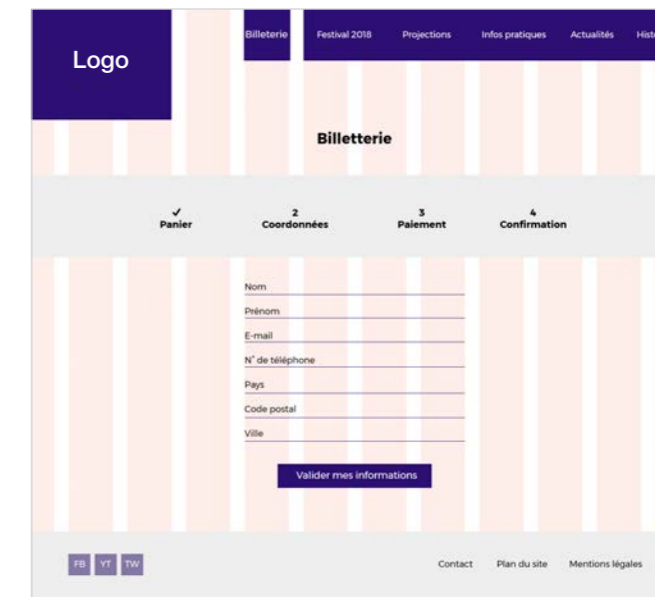 Logo
Billeterie Festival 2018 Projections Infos pratiques Actualités
Billetterie
✓ 2 3 4
Panier Coordonnées Paiement Confirmation
Nom
Prénom
E-mail
N° de téléphone
Pays
Code postal
Ville
Valider mes informations
FB YT TW Contact Plan du site Mentions légales